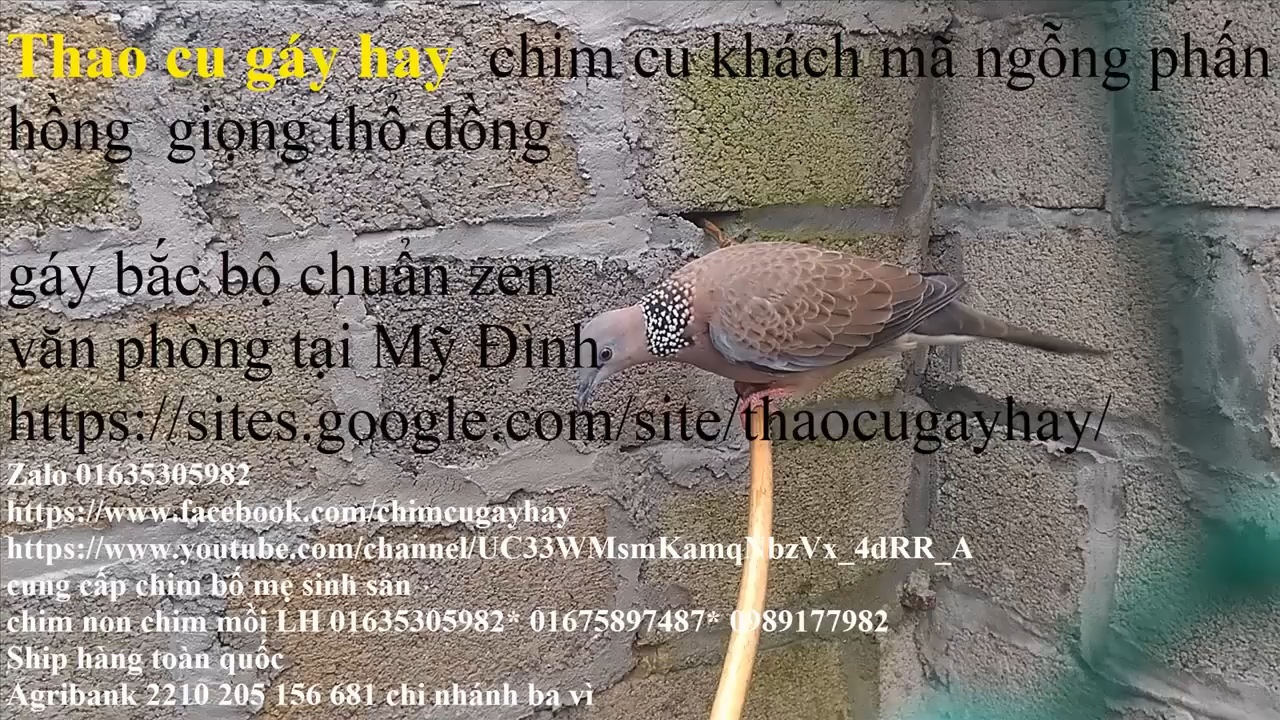 Thao cu gáy hay chim cu khách mã ngỗng phấn
hồng giọng thổ đồng
gáy bắc bộ chuẩn zen
văn phòng tại Mỹ Đình
https://sites.google.com/site/thaocugayhay/
Zalo 01635305982
https://www.facebook.com/chimcugayhay
https://www.youtube.com/channel/UC33WMsmKamqNbzVx_4dRR_A
cung cấp chim bố mẹ sinh sản
chim non chim mồi LH 01635305982* 01675897487* 0989177982
Ship hàng toàn quốc
Agribank 2210 205 156 681 chi nhánh ba vì